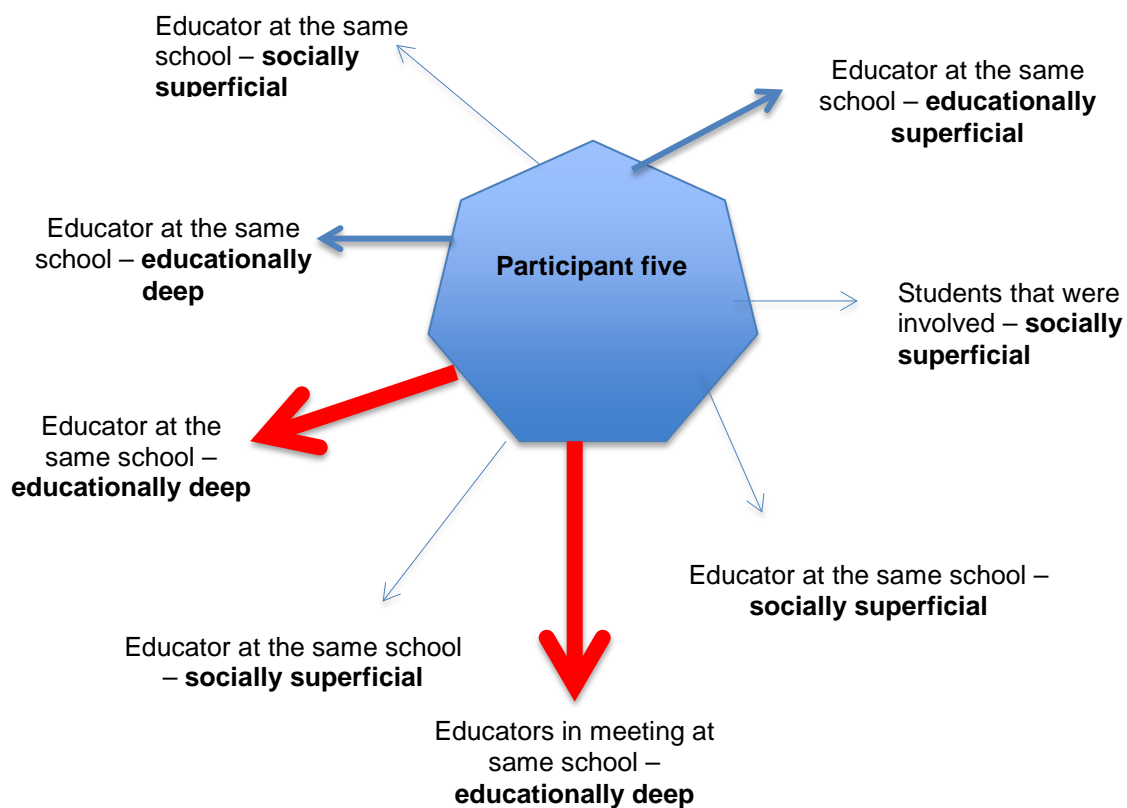 Educator at the same
school – socially
superficial
Educator at the same
school – educationally
superficial
Educator at the same
school – educationally
deep
Participant five
Students that were
involved – socially
superficial
Educator at the
same school –
educationally deep
Educator at the same school –
socially superficial
Educator at the same school
– socially superficial
Educators in meeting at
same school –
educationally deep